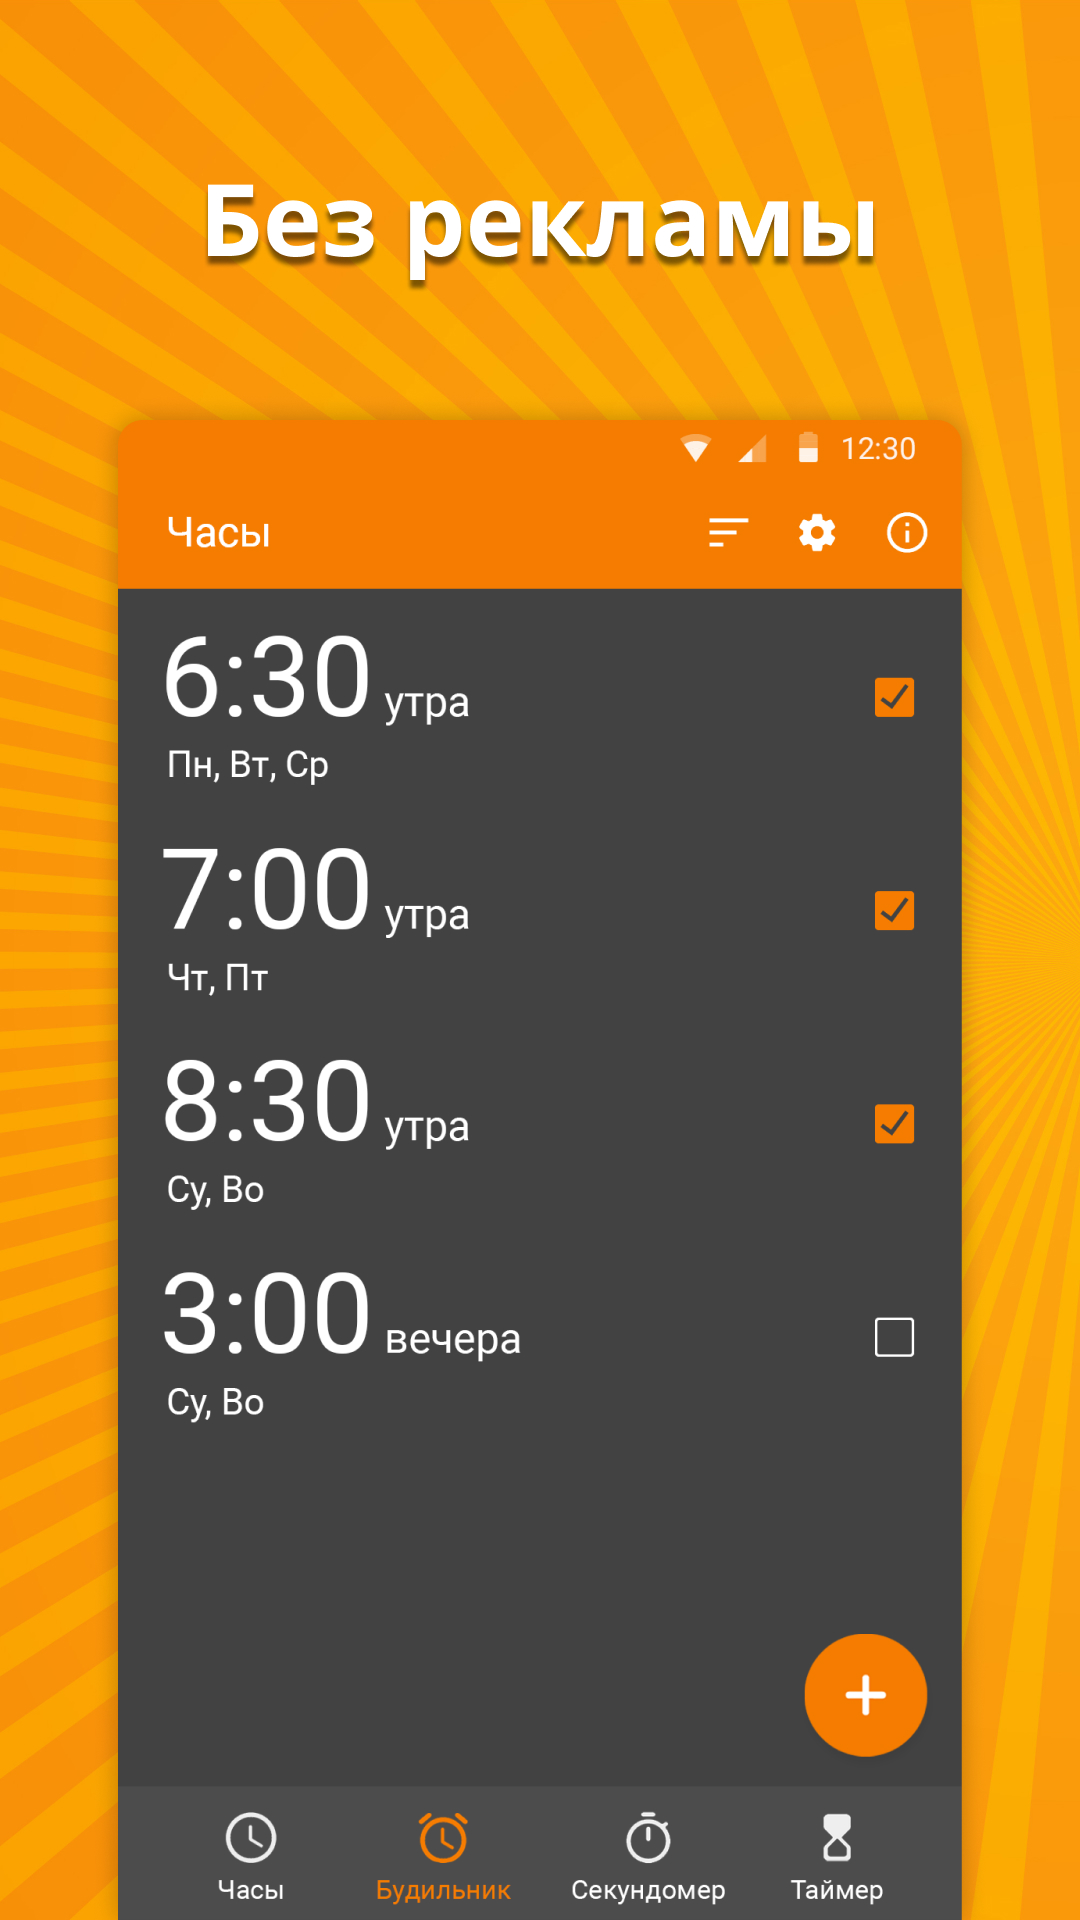 Без рекламы
12:30
Часы
6:30 утра
Пн, Вт, Ср
7:00 утра
Чт, Пт
8:30 утра
Су, Во
3:00 вечера
Су, Во
Часы Будильник Секундомер Таймер